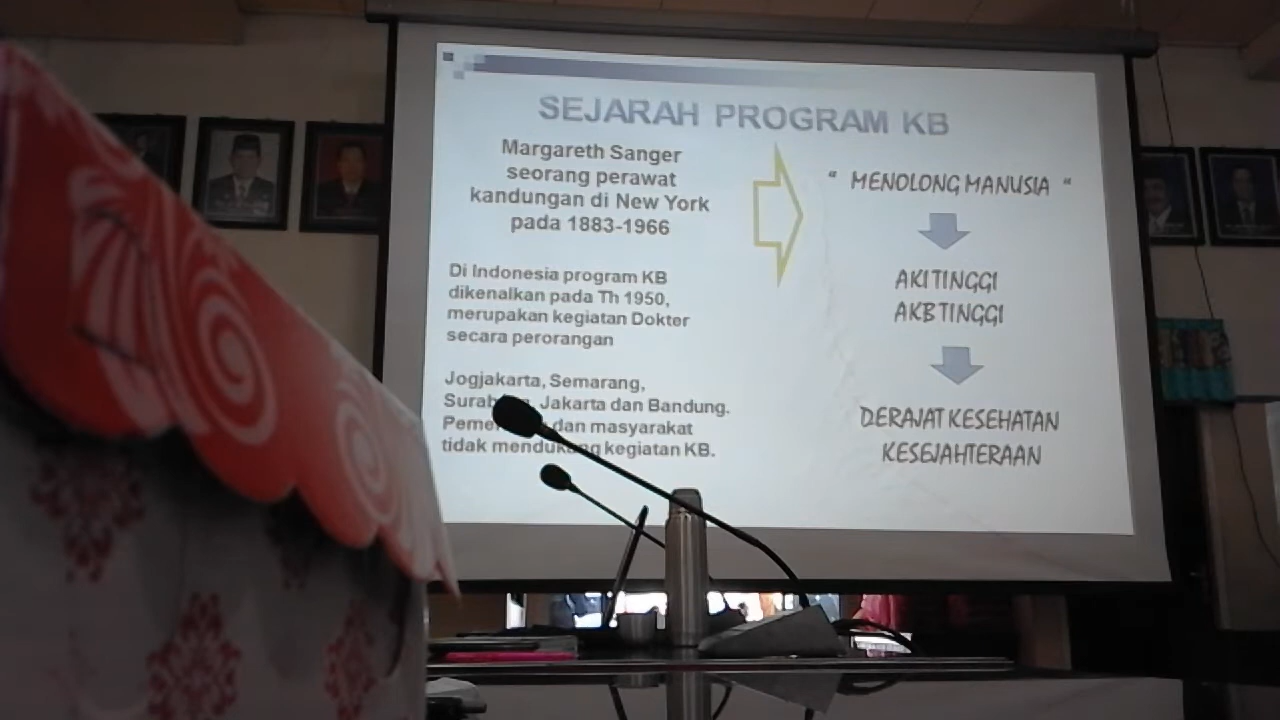 SEJARAH PROGRAM KB
Margareth Sanger
seorang perawat
kandungan di New York
pada 1883-1966
Di Indonesia program KB
dikenalkan pada Th 1950,
merupakan kegiatan Dokter
secara perorangan
Jogjakarta, Semarang,
Jakarta dan Bandung.
dan masyarakat
tidak mendukung kegiatan KB.
" MENOLONG MANUSIA "
AKI TINGGI
AKB TINGGI
DERAJAT KESEHATAN
KESEJAHTERAAN